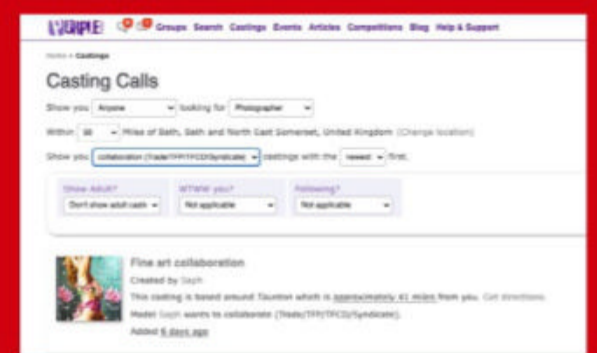 PURPLE Groups Search Castings Events Articles Competitions Blog Help & Support
Home » Castings
Casting Calls
Show you Anyone looking for Photographer
Within 50 Miles of Bath, Bath and North East Somerset, United Kingdom (Change location)
Show you collaboration (Trade/TFP/TFCD/Syndicate) castings with the newest first.
Show Adult? WTWW you? Following?
Don't show adult casti Not applicable Not applicable
Fine art collaboration
Created by
This casting is based around Taunton which is approximately 41 miles from you. Get directions.
Model wants to collaborate (Trade/TFP/TFCD/Syndicate).
Added 6 days ago